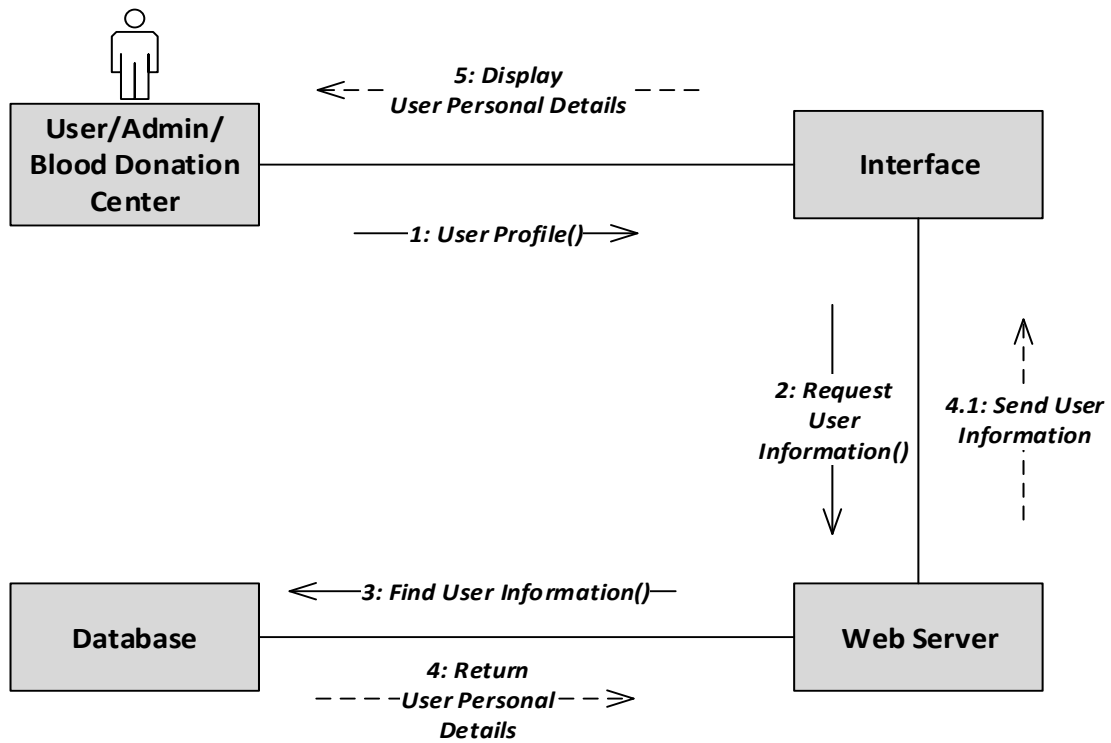 5: Display
User Personal Details
User/Admin/
Blood Donation
Center
Interface
1: User Profile()
2: Request
User
Information()
4.1: Send User
Information
3: Find User Information()
Database
Web Server
4: Return
User Personal
Details